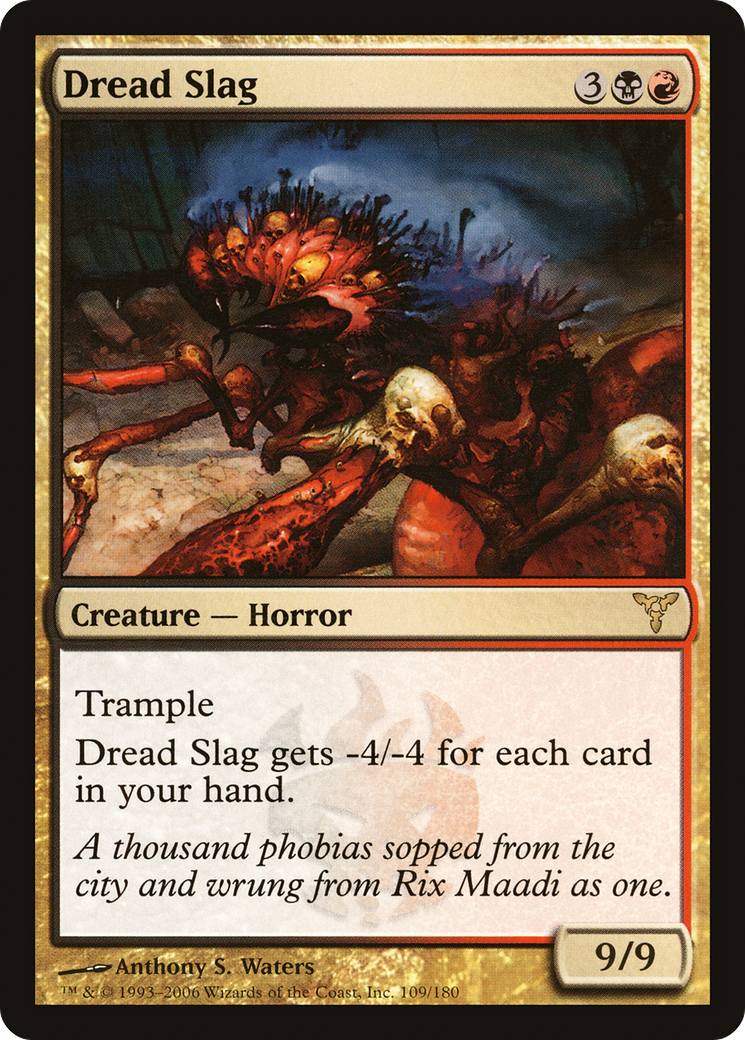 Dread Slag 3
Creature — Horror
Trample
Dread Slag gets -4/-4 for each card
in your hand.
A thousand phobias sopped from the
city and wrung from Rix Maadi as one.
9/9
Anthony S. Waters
™ & © 1993–2006 Wizards of the Coast, Inc. 109/180